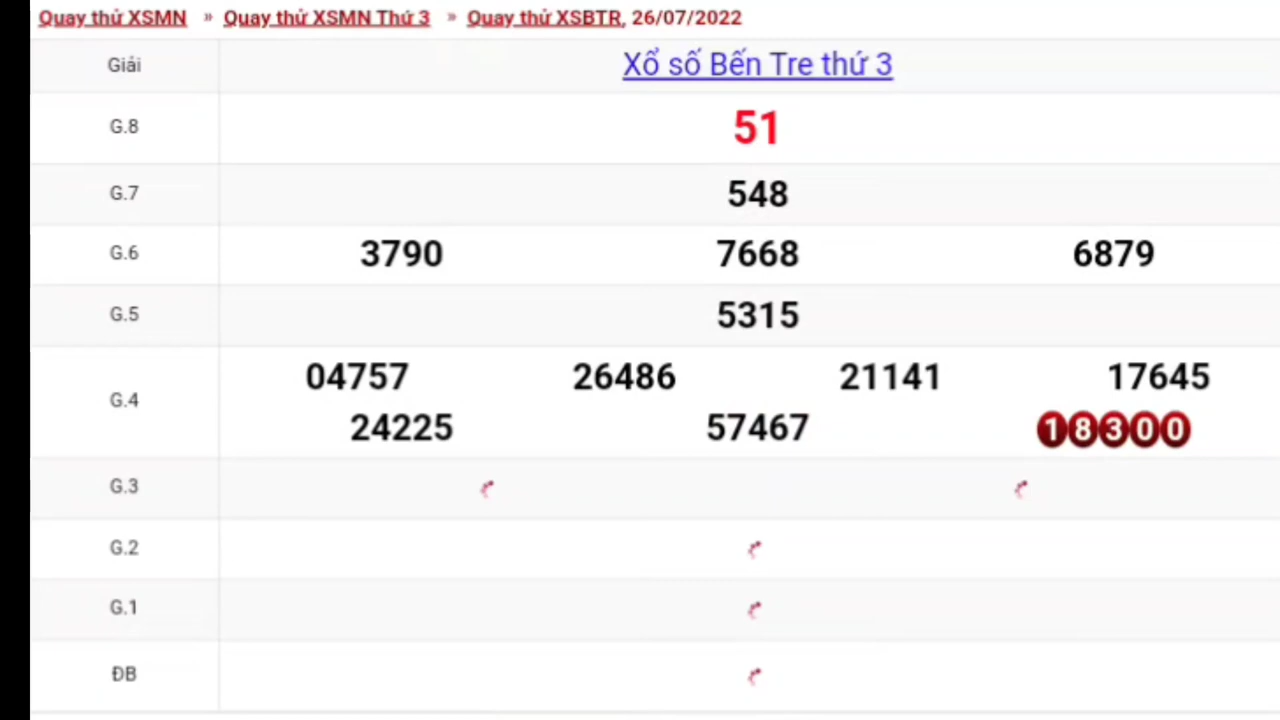 Quay thử XSMN » Quay thử XSMN Thứ 3 » Quay thử XSBTR, 26/07/2022
Giải Xổ số Bến Tre thứ 3
G.8 51
G.7 548
G.6 3790 7668 6879
G.5 5315
G.4 04757 26486 21141 17645
24225 57467 18300
G.3
G.2
G.1
ĐB